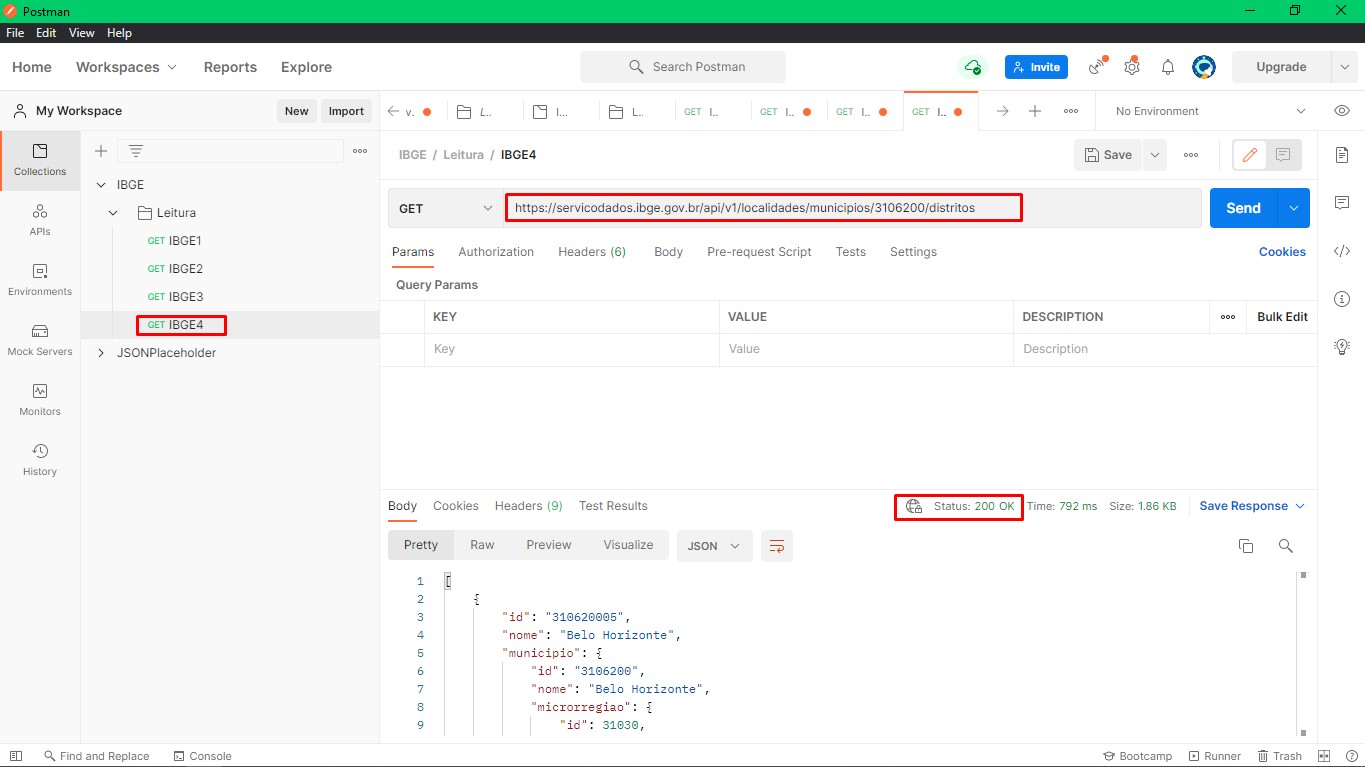 Postman
File Edit View Help
Home Workspaces Reports Explore Search Postman Invite Upgrade
My Workspace New Import
v. L.. I... L.. GET I.. GET I.. GET I.. GET I.. No Environment
Collections
APIs
Environments
Mock Servers
Monitors
History
IBGE
Leitura
GET IBGE1
GET IBGE2
GET IBGE3
GET IBGE4
JSONPlaceholder
IBGE / Leitura / IBGE4 Save
GET https://servicodados.ibge.gov.br/api/v1/localidades/municipios/3106200/distritos Send
Params Authorization Headers (6) Body Pre-request Script Tests Settings Cookies
Query Params
KEY VALUE DESCRIPTION Bulk Edit
Key Value Description
Body Cookies Headers (9) Test Results Status: 200 OK Time: 792 ms Size: 1.86 KB Save Response
Pretty Raw Preview Visualize JSON
1 [
2 {
3 "id": "310620005",
4 "nome": "Belo Horizonte",
5 "municipio": {
6 "id": "3106200",
7 "nome": "Belo Horizonte",
8 "microrregiao": {
9 "id": 31030,
Find and Replace Console Bootcamp Runner Trash